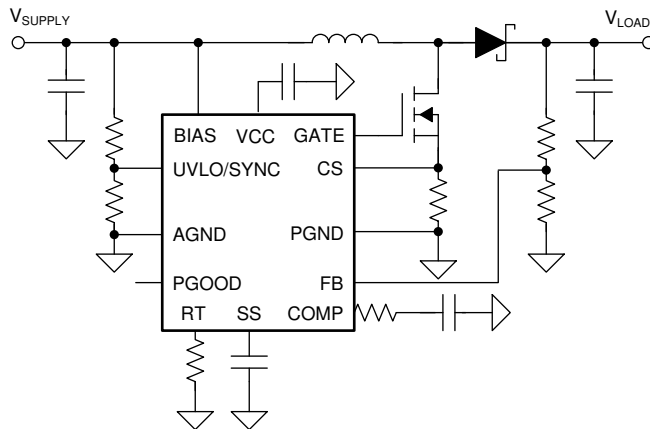 VSUPPLY
VLOAD
BIAS VCC GATE
UVLO/SYNC CS
AGND PGND
PGOOD FB
RT SS COMP